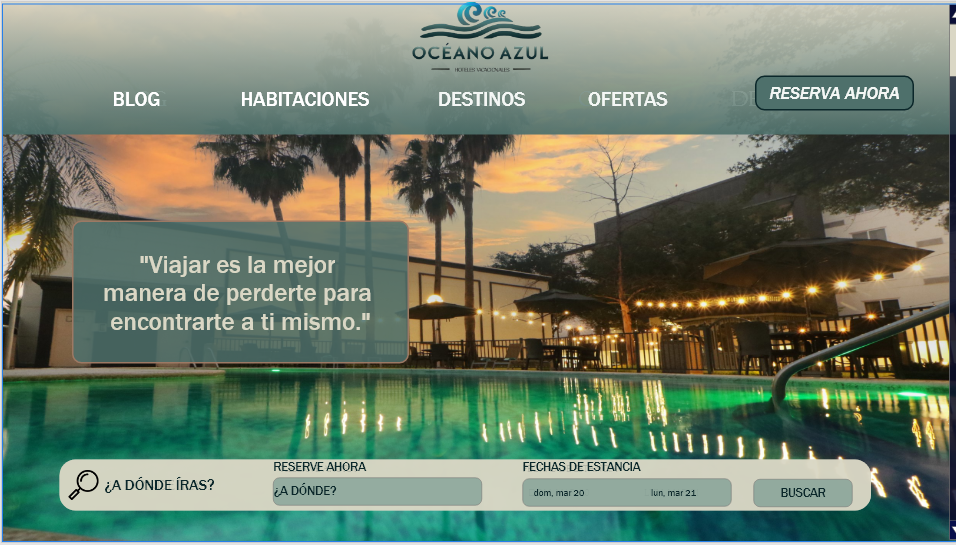 OCÉANO AZUL
HOTELES VACACIONALES
BLOG
HABITACIONES
DESTINOS
OFERTAS
RESERVA AHORA
"Viajar es la mejor
manera de perderte para
encontrarte a ti mismo."
¿A DÓNDE ÍRAS?
RESERVE AHORA
¿A DÓNDE?
FECHAS DE ESTANCIA
dom, mar 20
lun, mar 21
BUSCAR